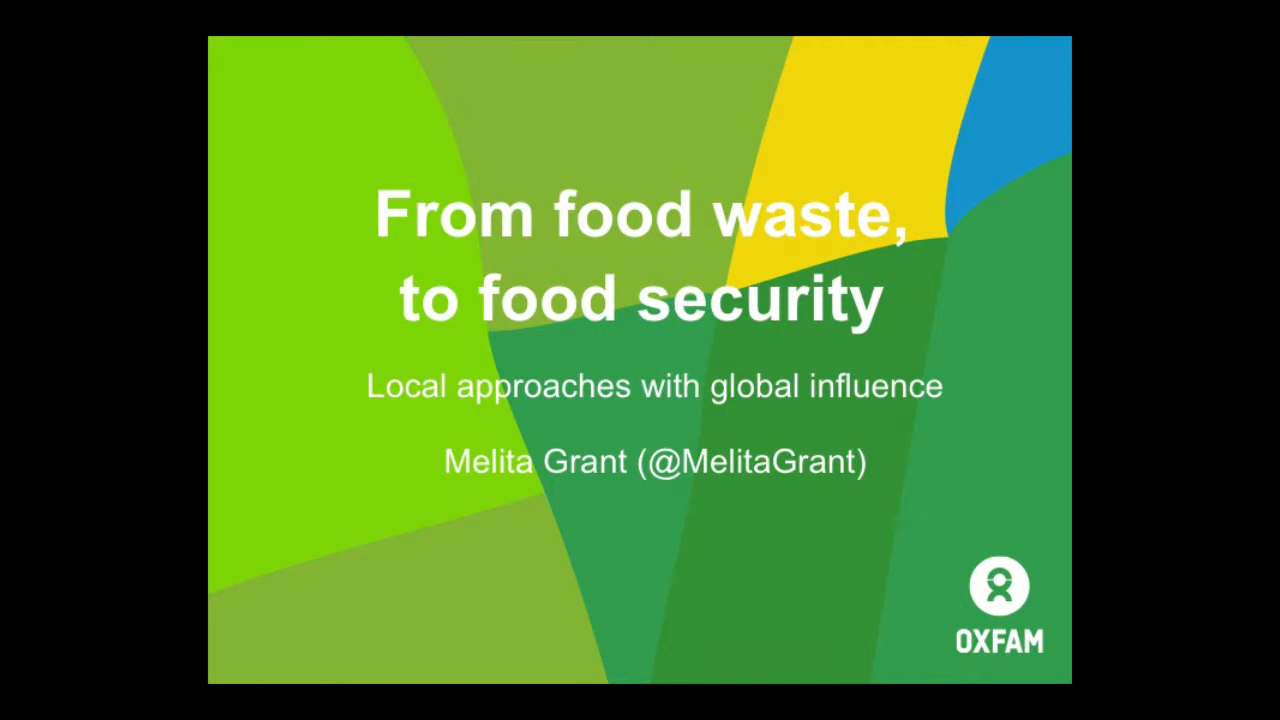 From food waste,
to food security
Local approaches with global influence
Melita Grant (@MelitaGrant)
OXFAM